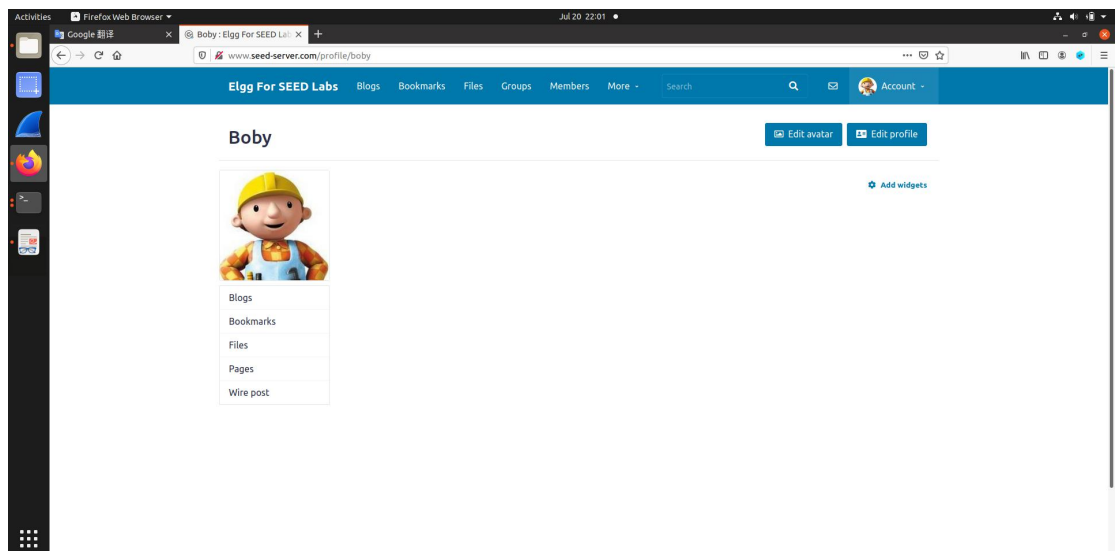 Activities Firefox Web Browser Jul 20 22:01
Google 翻译 Boby : Elgg For SEED Lab
www.seed-server.com/profile/boby
Elgg For SEED Labs Blogs Bookmarks Files Groups Members More Search Account
Boby Edit avatar Edit profile
Add widgets
Blogs
Bookmarks
Files
Pages
Wire post